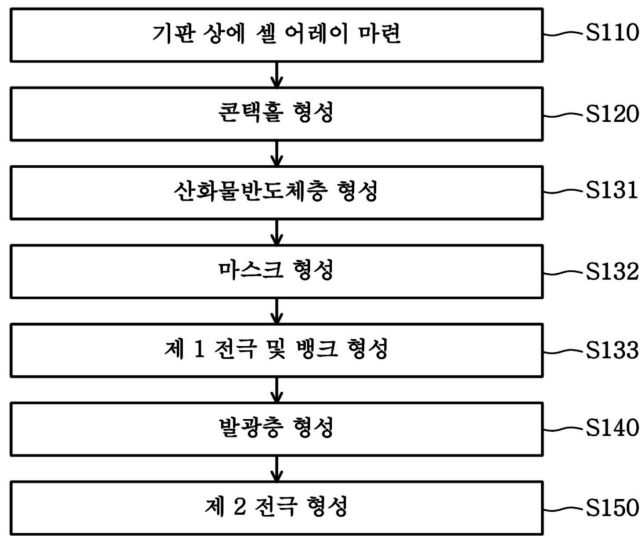 기판 상에 셀 어레이 마련 S110
콘택홀 형성 S120
산화물반도체층 형성 S131
마스크 형성 S132
제 1 전극 및 뱅크 형성 S133
발광층 형성 S140
제 2 전극 형성 S150